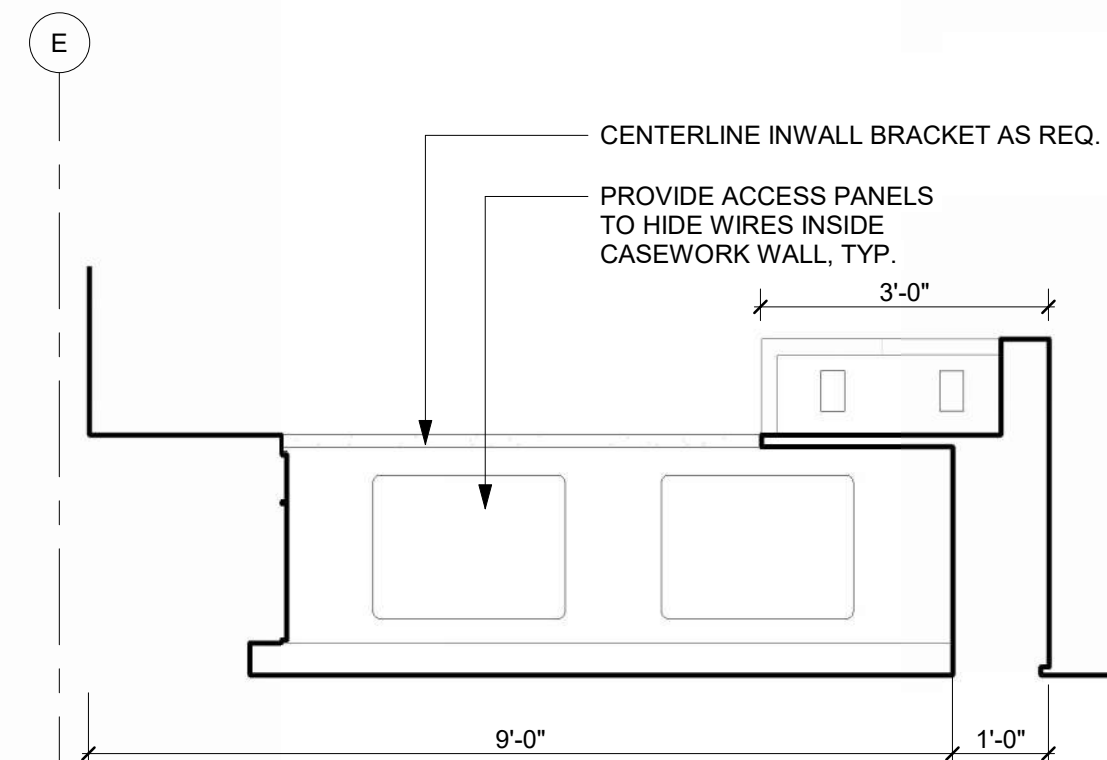 E
CENTERLINE INWALL BRACKET AS REQ.
PROVIDE ACCESS PANELS
TO HIDE WIRES INSIDE
CASEWORK WALL, TYP.
3'-0"
9'-0"
1'-0"